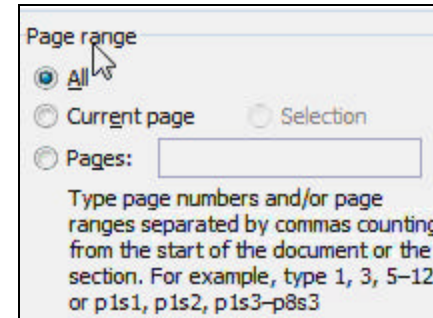 Page range
All
Current page Selection
Pages:
Type page numbers and/or page
ranges separated by commas counting
from the start of the document or the
section. For example, type 1, 3, 5–12
or p1s1, p1s2, p1s3–p8s3